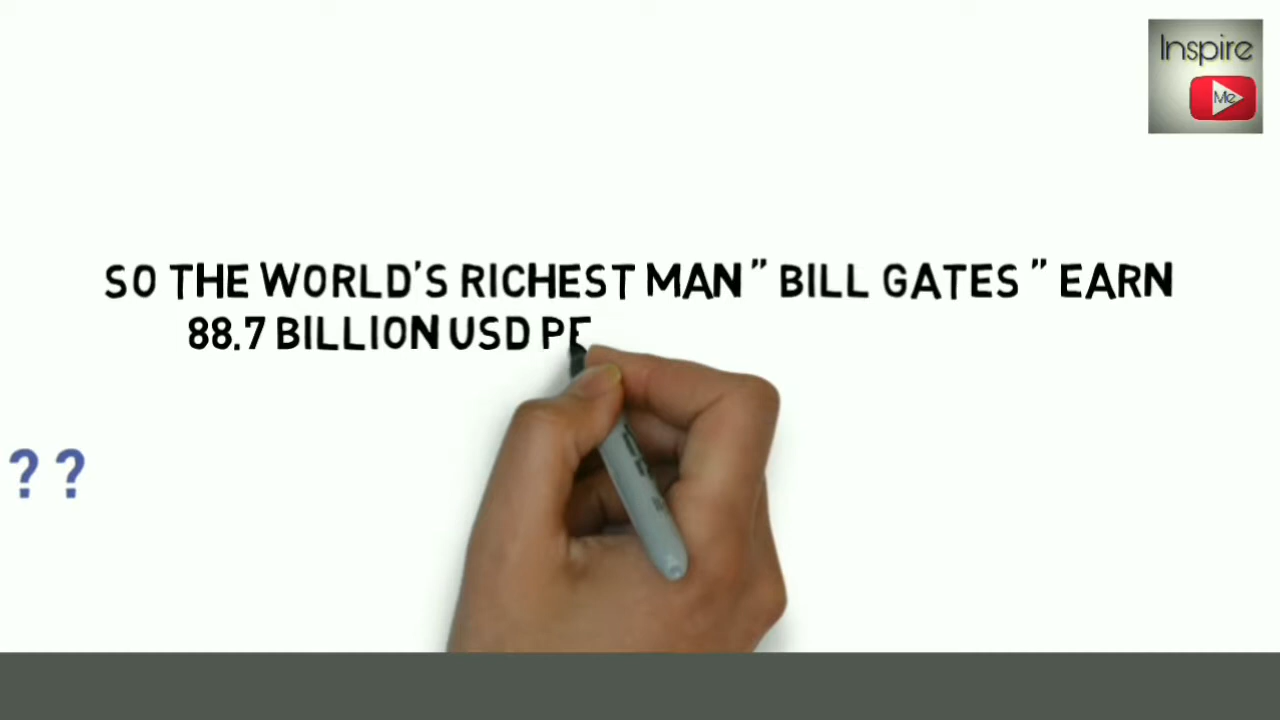 Inspire
Me
SO THE WORLD'S RICHEST MAN " BILL GATES " EARN
88.7 BILLION USD PE
? ?